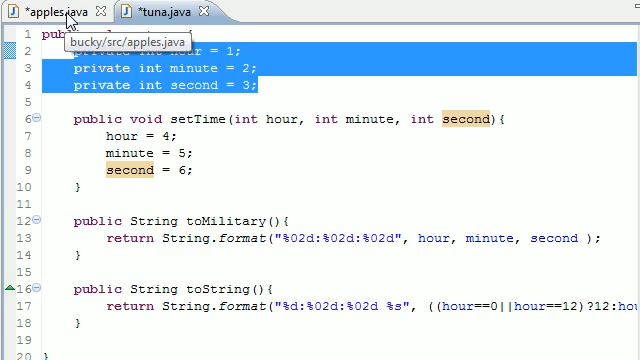 *apples.java *tuna.java
1 pub
bucky/src/apples.java
2 private int hour = 1;
3 private int minute = 2;
4 private int second = 3;
5
6 public void setTime(int hour, int minute, int second){
7 hour = 4;
8 minute = 5;
9 second = 6;
10 }
11
12 public String toMilitary(){
13 return String.format("%02d:%02d:%02d", hour, minute, second );
14 }
15
16 public String toString(){
17 return String.format("%d:%02d:%02d %s", ((hour==0||hour==12)?12:hou
18 }
19
20 }